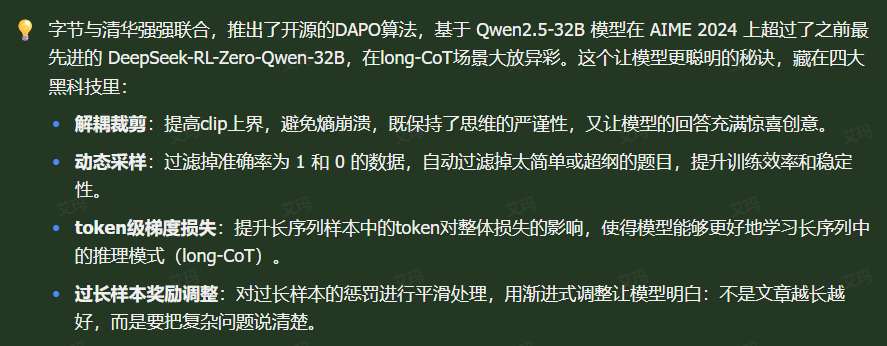 💡 字节与清华强强联合，推出了开源的DAPO算法，基于 Qwen2.5-32B 模型在 AIME 2024 上超过了之前最
先进的 DeepSeek-RL-Zero-Qwen-32B，在long-CoT场景大放异彩。这个让模型更聪明的秘诀，藏在四大
黑科技里：
• 解耦裁剪：提高clip上界，避免熵崩溃，既保持了思维的严谨性，又让模型的回答充满惊喜创意。
• 动态采样：过滤掉准确率为 1 和 0 的数据，自动过滤掉太简单或超纲的题目，提升训练效率和稳定
性。
• token级梯度损失：提升长序列样本中的token对整体损失的影响，使得模型能够更好地学习长序列中
的推理模式（long-CoT）。
• 过长样本奖励调整：对过长样本的惩罚进行平滑处理，用渐进式调整让模型明白：不是文章越长越
好，而是要把复杂问题说清楚。